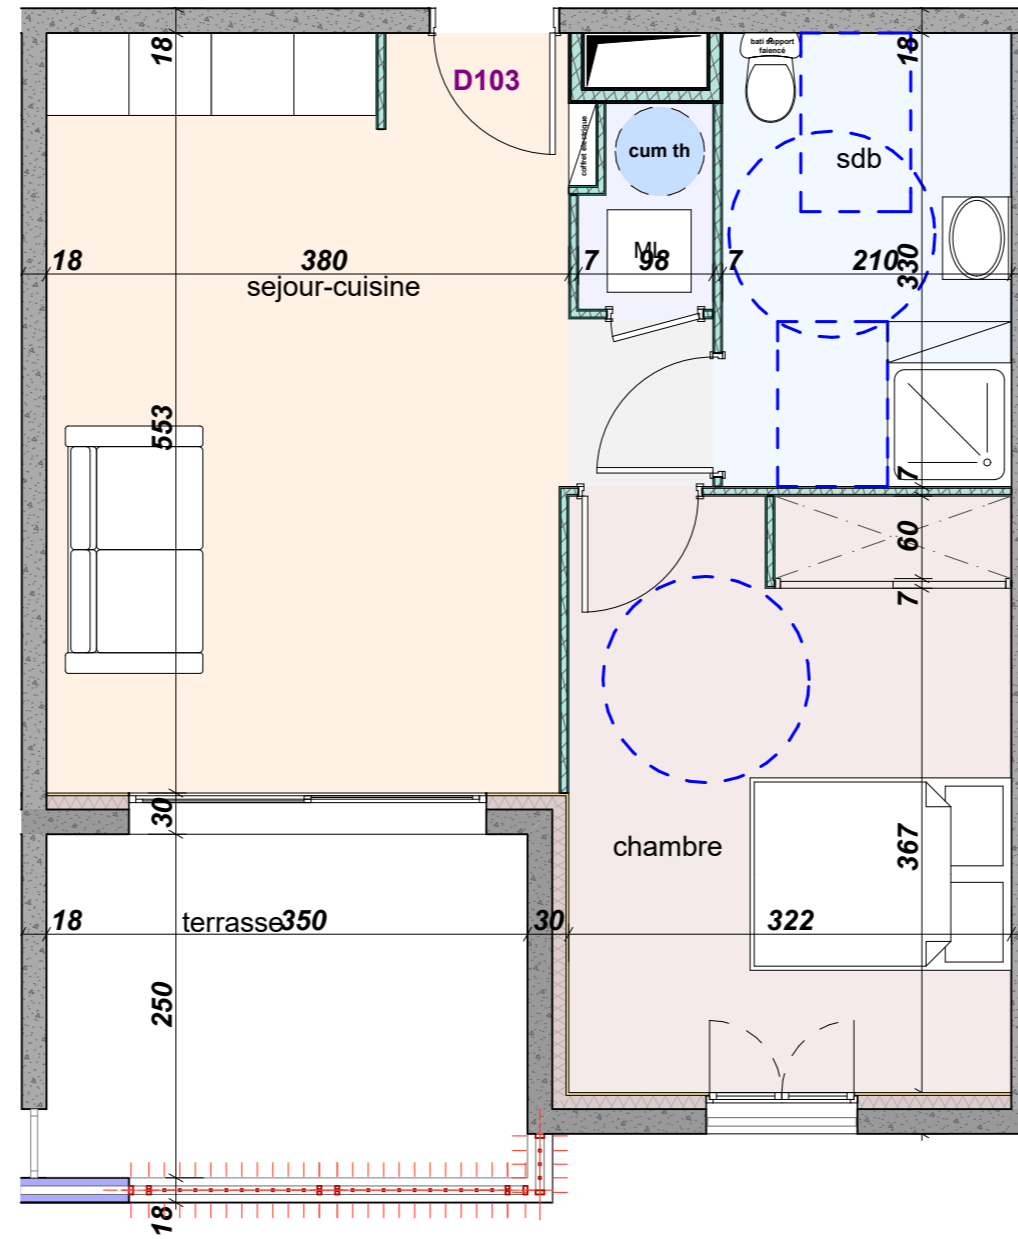 18
D103
bati support
faiencé
18
coffret électrique
cum th
sdb
18
380
7
ML
98
7
210
330
sejour-cuisine
553
7
60
7
30
chambre
367
18
terrasse
350
30
322
250
18